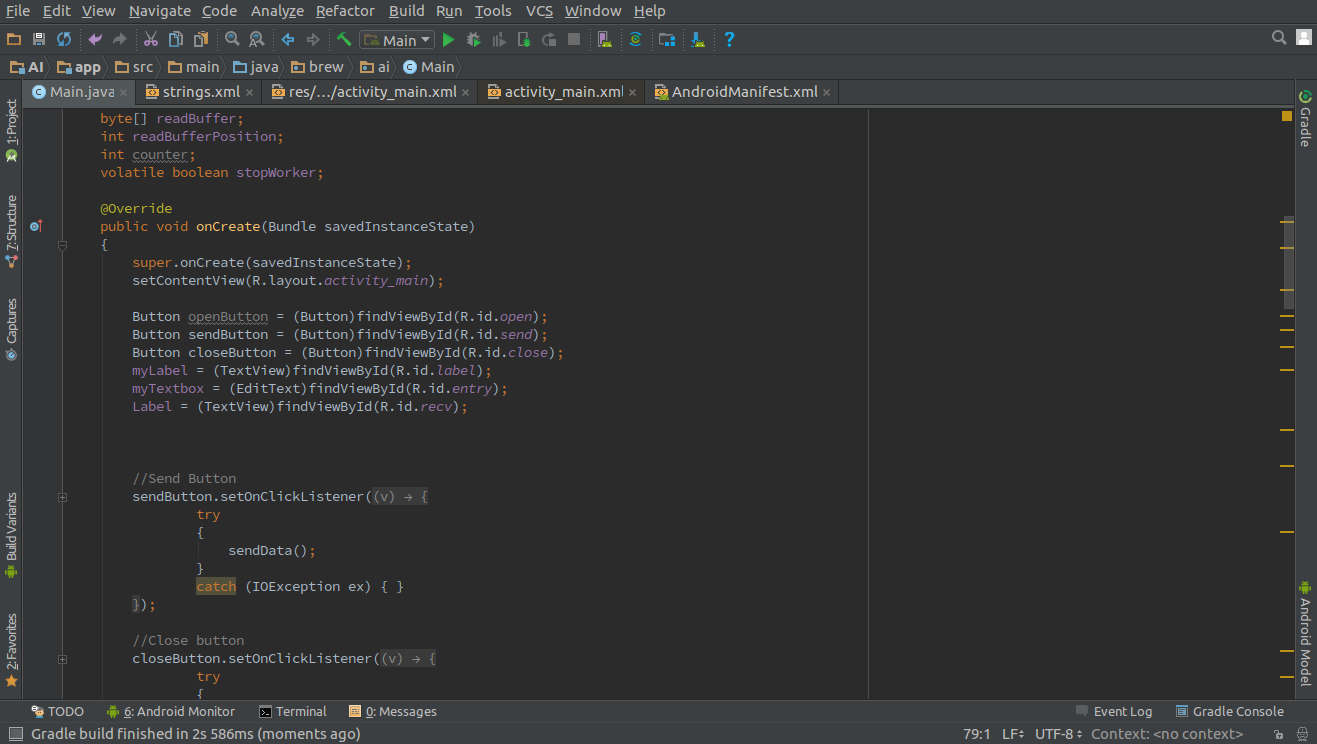 File Edit View Navigate Code Analyze Refactor Build Run Tools VCS Window Help
Main
AI app src main java brew ai Main
Main.java strings.xml res/.../activity_main.xml activity_main.xml AndroidManifest.xml
1: Project
7: Structure
Captures
Build Variants
2: Favorites
byte[] readBuffer;
int readBufferPosition;
int counter;
volatile boolean stopWorker;
@Override
public void onCreate(Bundle savedInstanceState)
{
super.onCreate(savedInstanceState);
setContentView(R.layout.activity_main);
Button openButton = (Button)findViewById(R.id.open);
Button sendButton = (Button)findViewById(R.id.send);
Button closeButton = (Button)findViewById(R.id.close);
myLabel = (TextView)findViewById(R.id.label);
myTextbox = (EditText)findViewById(R.id.entry);
Label = (TextView)findViewById(R.id.recv);
//Send Button
sendButton.setOnClickListener((v) → {
try
{
sendData();
}
catch (IOException ex) { }
});
//Close button
closeButton.setOnClickListener((v) → {
try
{
Gradle
Android Model
TODO 6: Android Monitor Terminal 0: Messages Event Log Gradle Console
Gradle build finished in 2s 586ms (moments ago) 79:1 LF UTF-8 Context: <no context>